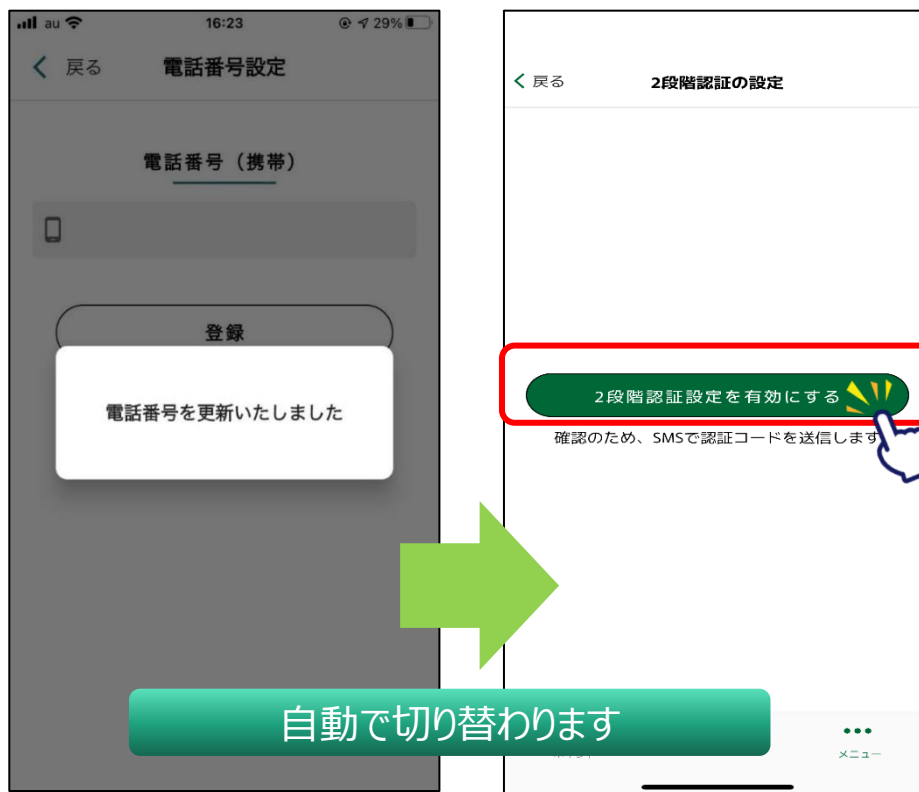 au
16:23
29%
戻る
電話番号設定
電話番号（携帯）
登録
電話番号を更新いたしました
戻る
2段階認証の設定
2段階認証設定を有効にする
確認のため、SMSで認証コードを送信します
自動で切り替わります
メニュー